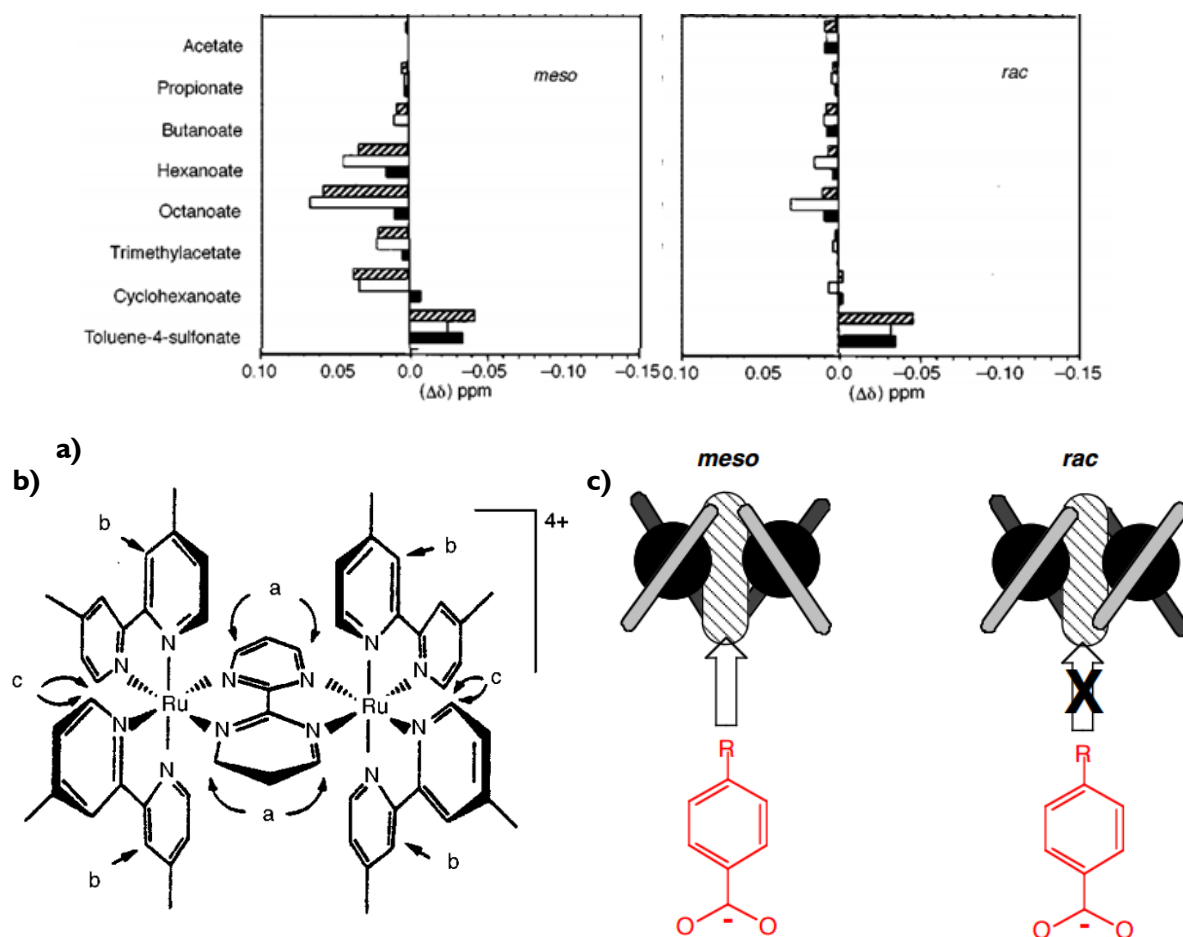 Acetate
Propionate
Butanoate
Hexanoate
Octanoate
Trimethylacetate
Cyclohexanoate
Toluene-4-sulfonate
meso
0.10 0.05 0.0 −0.05 −0.10 −0.15
(Δδ) ppm
rac
0.10 0.05 0.0 −0.05 −0.10 −0.15
(Δδ) ppm
a)
b)
4+
b
b
a
N
N
N
N
N
N
c
c
Ru
Ru
N
N
N
N
N
N
a
b
b
c)
meso
rac
X
R
R
O - O
O - O